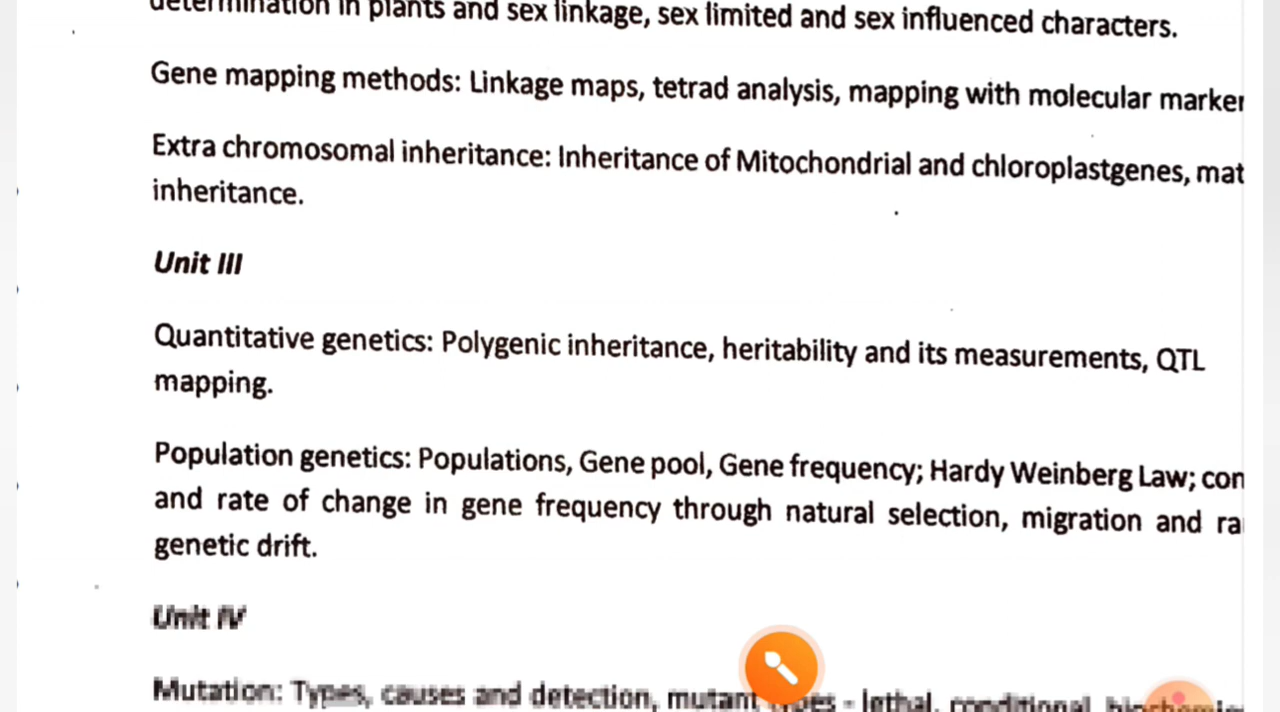 determination in plants and sex linkage, sex limited and sex influenced characters.
Gene mapping methods: Linkage maps, tetrad analysis, mapping with molecular marker
Extra chromosomal inheritance: Inheritance of Mitochondrial and chloroplastgenes, mat
inheritance.
Unit III
Quantitative genetics: Polygenic inheritance, heritability and its measurements, QTL
mapping.
Population genetics: Populations, Gene pool, Gene frequency; Hardy Weinberg Law; con
and rate of change in gene frequency through natural selection, migration and ra
genetic drift.
Unit IV
Mutation: Types, causes and detection, mutant types - lethal, conditional,